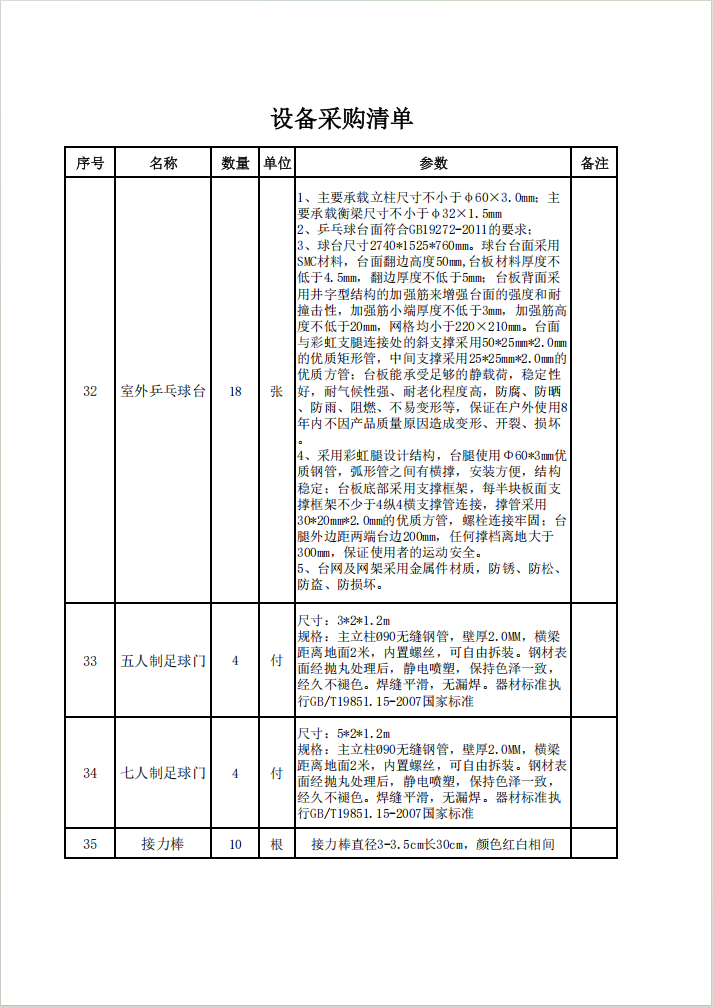 设备采购清单
序号 名称 数量 单位 参数 备注
32 室外乒乓球台 18 张
1、主要承载立柱尺寸不小于φ60×3.0mm；主
要承载衡梁尺寸不小于φ32×1.5mm
2、乒乓球台面符合GB19272-2011的要求；
3、球台尺寸2740*1525*760mm。球台台面采用
SMC材料，台面翻边高度50mm,台板材料厚度不
低于4.5mm，翻边厚度不低于5mm；台板背面采
用井字型结构的加强筋来增强台面的强度和耐
撞击性，加强筋小端厚度不低于3mm，加强筋高
度不低于20mm，网格均小于220×210mm。台面
与彩虹支腿连接处的斜支撑采用50*25mm*2.0mm
的优质矩形管，中间支撑采用25*25mm*2.0mm的
优质方管；台板能承受足够的静载荷，稳定性
好，耐气候性强、耐老化程度高，防腐、防晒
、防雨、阻燃、不易变形等，保证在户外使用8
年内不因产品质量原因造成变形、开裂、损坏
。
4、采用彩虹腿设计结构，台腿使用Φ60*3mm优
质钢管，弧形管之间有横撑，安装方便，结构
稳定；台板底部采用支撑框架，每半块板面支
撑框架不少于4纵4横支撑管连接，撑管采用
30*20mm*2.0mm的优质方管，螺栓连接牢固；台
腿外边距两端台边200mm，任何撑档离地大于
300mm，保证使用者的运动安全。
5、台网及网架采用金属件材质，防锈、防松、
防盗、防损坏。
33 五人制足球门 4 付
尺寸：3*2*1.2m
规格：主立柱Ø90无缝钢管，壁厚2.0MM，横梁
距离地面2米，内置螺丝，可自由拆装。钢材表
面经抛丸处理后，静电喷塑，保持色泽一致，
经久不褪色。焊缝平滑，无漏焊。器材标准执
行GB/T19851.15-2007国家标准
34 七人制足球门 4 付
尺寸：5*2*1.2m
规格：主立柱Ø90无缝钢管，壁厚2.0MM，横梁
距离地面2米，内置螺丝，可自由拆装。钢材表
面经抛丸处理后，静电喷塑，保持色泽一致，
经久不褪色。焊缝平滑，无漏焊。器材标准执
行GB/T19851.15-2007国家标准
35 接力棒 10 根 接力棒直径3-3.5cm长30cm，颜色红白相间